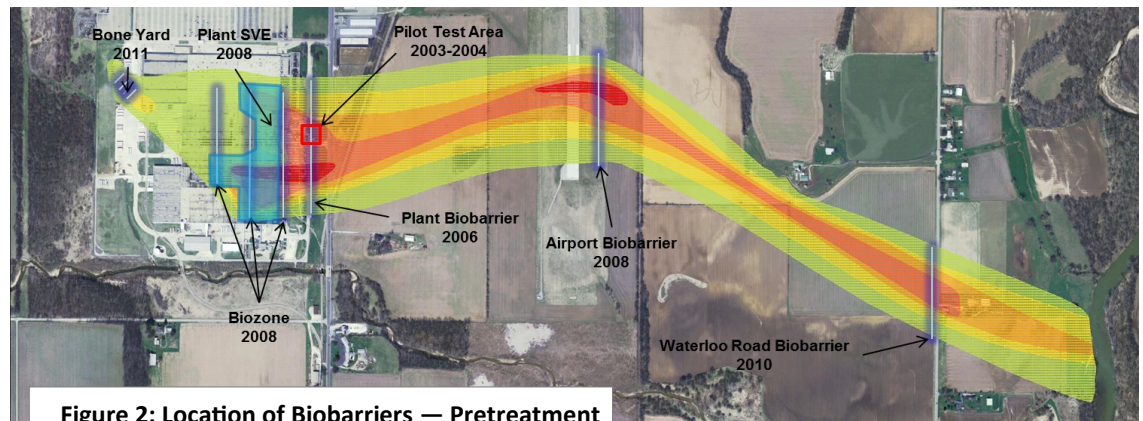 Bone Yard
2011
Plant SVE
2008
Pilot Test Area
2003-2004
Plant Biobarrier
2006
Airport Biobarrier
2008
Biozone
2008
Waterloo Road Biobarrier
2010
Figure 2: Location of Biobarriers — Pretreatment